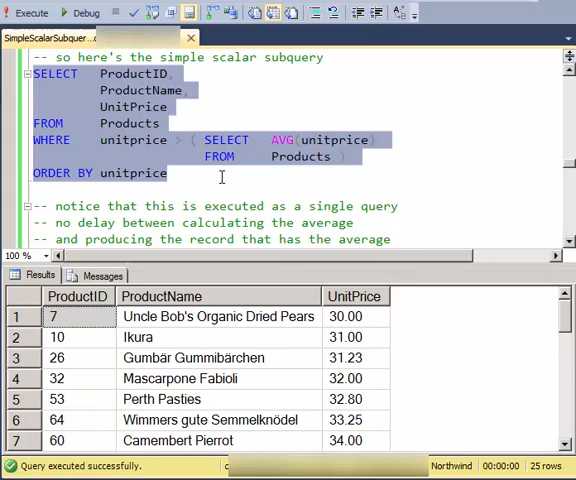 Execute Debug
SimpleScalarSubquer...
-- so here's the simple scalar subquery
SELECT ProductID,
ProductName,
UnitPrice
FROM Products
WHERE unitprice > ( SELECT AVG(unitprice)
FROM Products )
ORDER BY unitprice
-- notice that this is executed as a single query
-- no delay between calculating the average
-- and producing the record that has the average
100 %
Results Messages
ProductID ProductName UnitPrice
1 7 Uncle Bob's Organic Dried Pears 30.00
2 10 Ikura 31.00
3 26 Gumbär Gummibärchen 31.23
4 32 Mascarpone Fabioli 32.00
5 53 Perth Pasties 32.80
6 64 Wimmers gute Semmelknödel 33.25
7 60 Camembert Pierrot 34.00
Query executed successfully. Northwind 00:00:00 25 rows